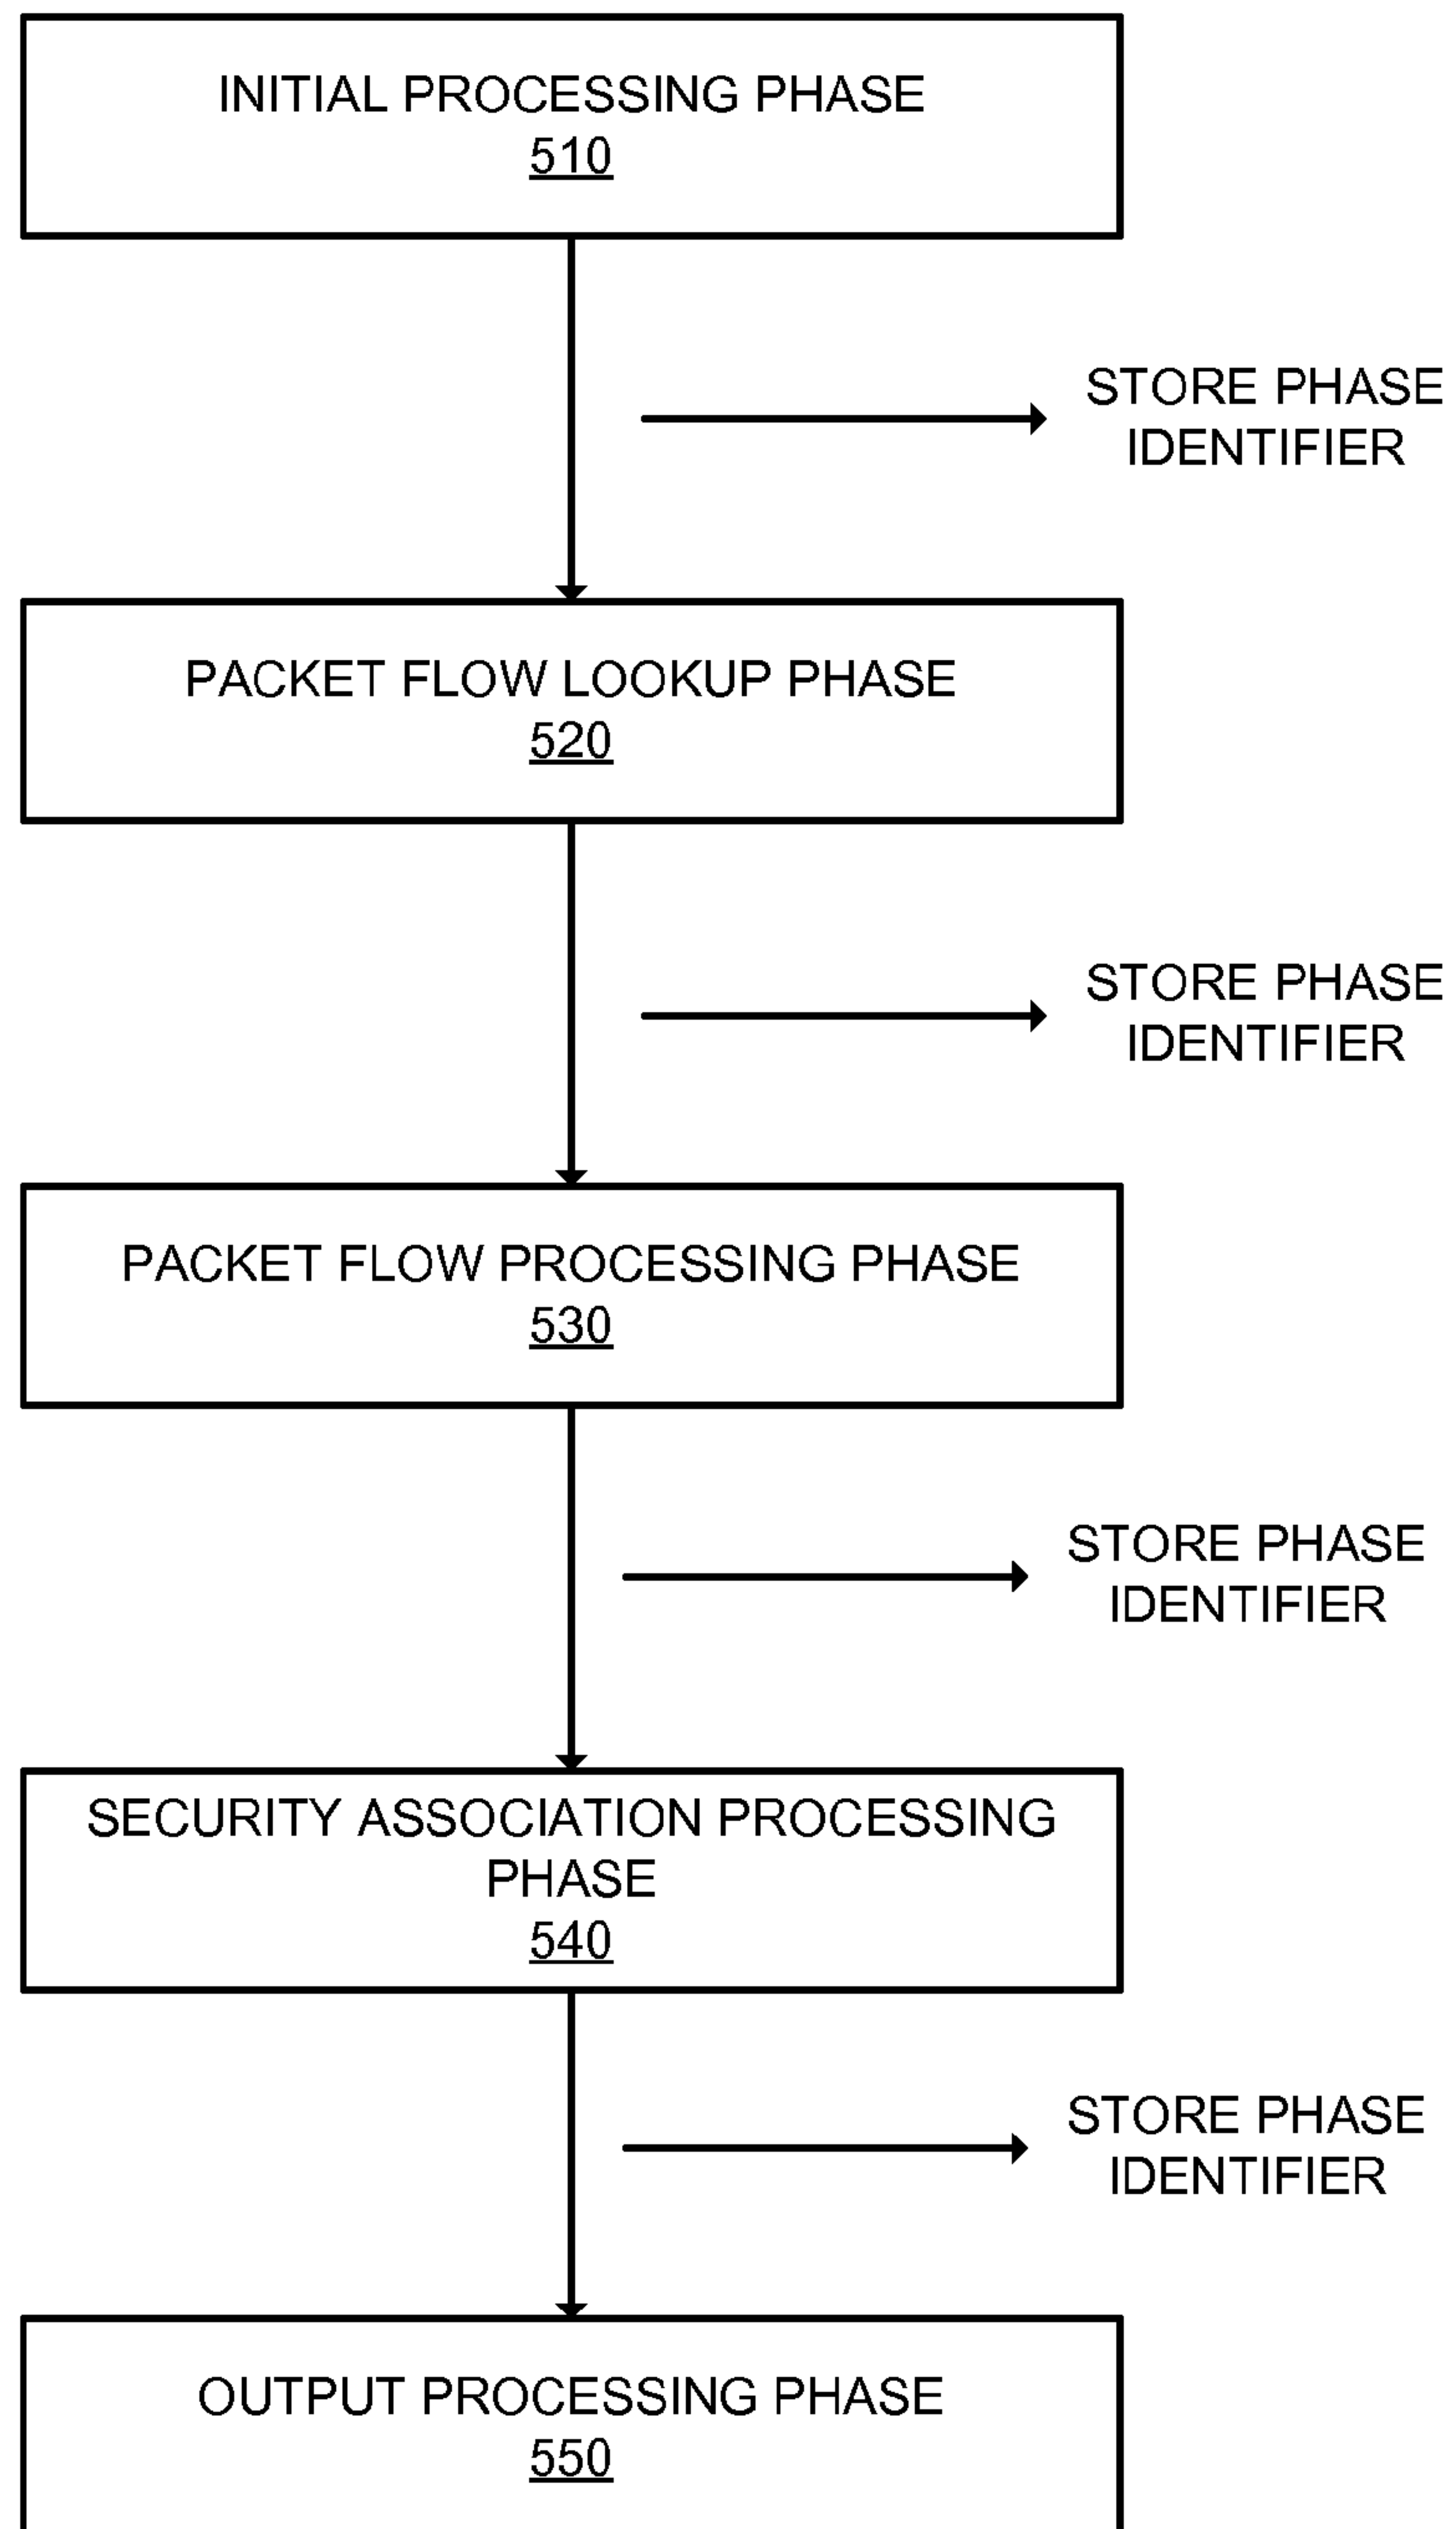 INITIAL PROCESSING PHASE
510
STORE PHASE
IDENTIFIER
PACKET FLOW LOOKUP PHASE
520
STORE PHASE
IDENTIFIER
PACKET FLOW PROCESSING PHASE
530
STORE PHASE
IDENTIFIER
SECURITY ASSOCIATION PROCESSING
PHASE
540
STORE PHASE
IDENTIFIER
OUTPUT PROCESSING PHASE
550